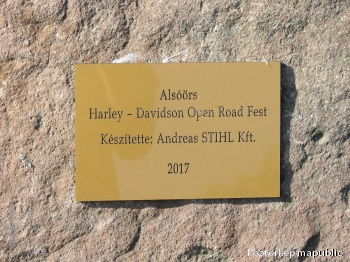 Alsóörs
Harley – Davidson Open Road Fest
Készítette: Andreas STIHL Kft.
2017